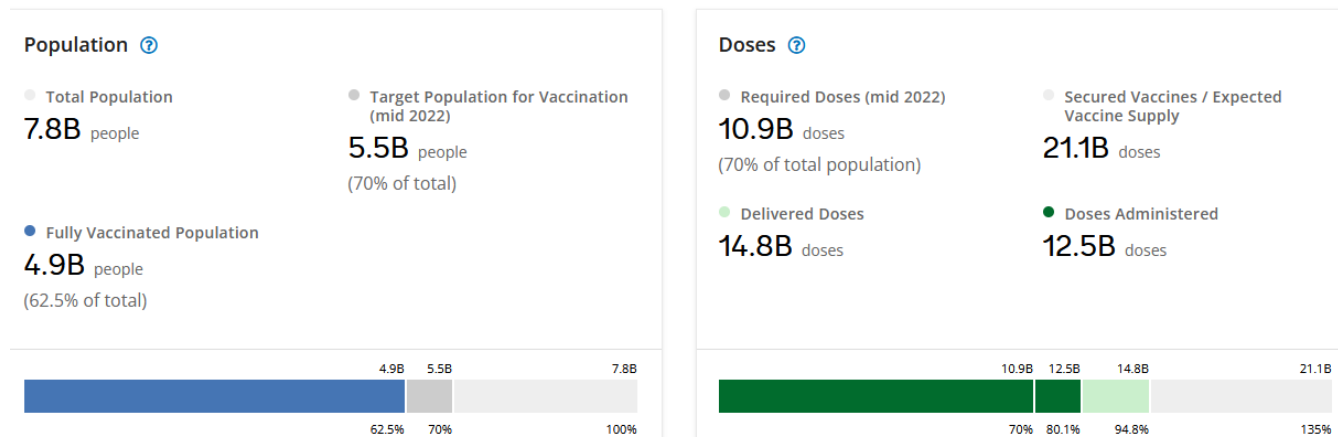 Population ?
Total Population
7.8B people
Target Population for Vaccination
(mid 2022)
5.5B people
(70% of total)
Fully Vaccinated Population
4.9B people
(62.5% of total)
4.9B 5.5B 7.8B
62.5% 70% 100%
Doses ?
Required Doses (mid 2022)
10.9B doses
(70% of total population)
Secured Vaccines / Expected
Vaccine Supply
21.1B doses
Delivered Doses
14.8B doses
Doses Administered
12.5B doses
10.9B 12.5B 14.8B 21.1B
70% 80.1% 94.8% 135%